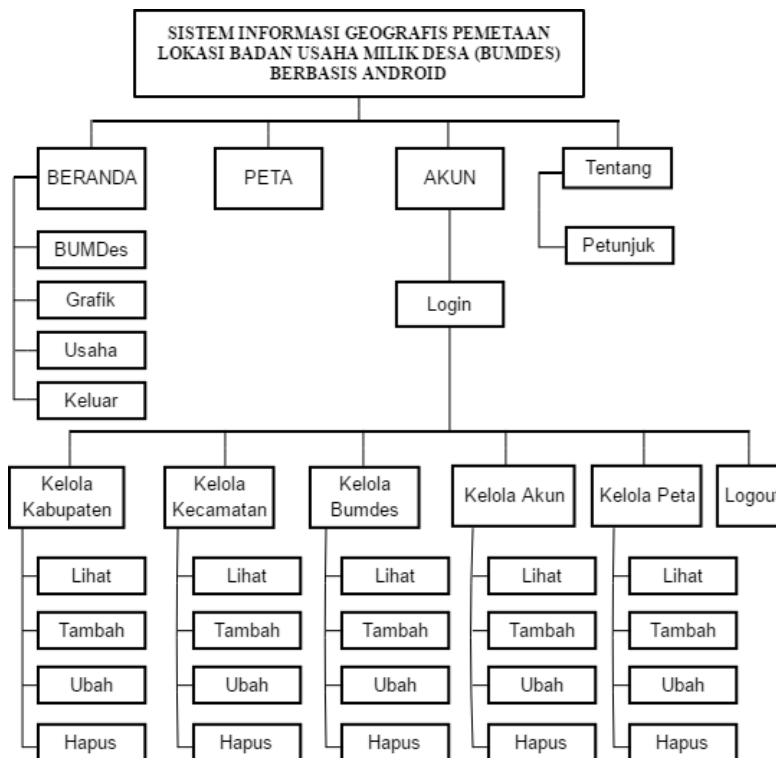 SISTEM INFORMASI GEOGRAFIS PEMETAAN
LOKASI BADAN USAHA MILIK DESA (BUMDES)
BERBASIS ANDROID
BERANDA
PETA
AKUN
Tentang
BUMDes
Grafik
Usaha
Keluar
Petunjuk
Login
Kelola
Kabupaten
Kelola
Kecamatan
Kelola
Bumdes
Kelola Akun
Kelola Peta
Logout
Lihat
Lihat
Lihat
Lihat
Lihat
Tambah
Tambah
Tambah
Tambah
Tambah
Ubah
Ubah
Ubah
Ubah
Ubah
Hapus
Hapus
Hapus
Hapus
Hapus